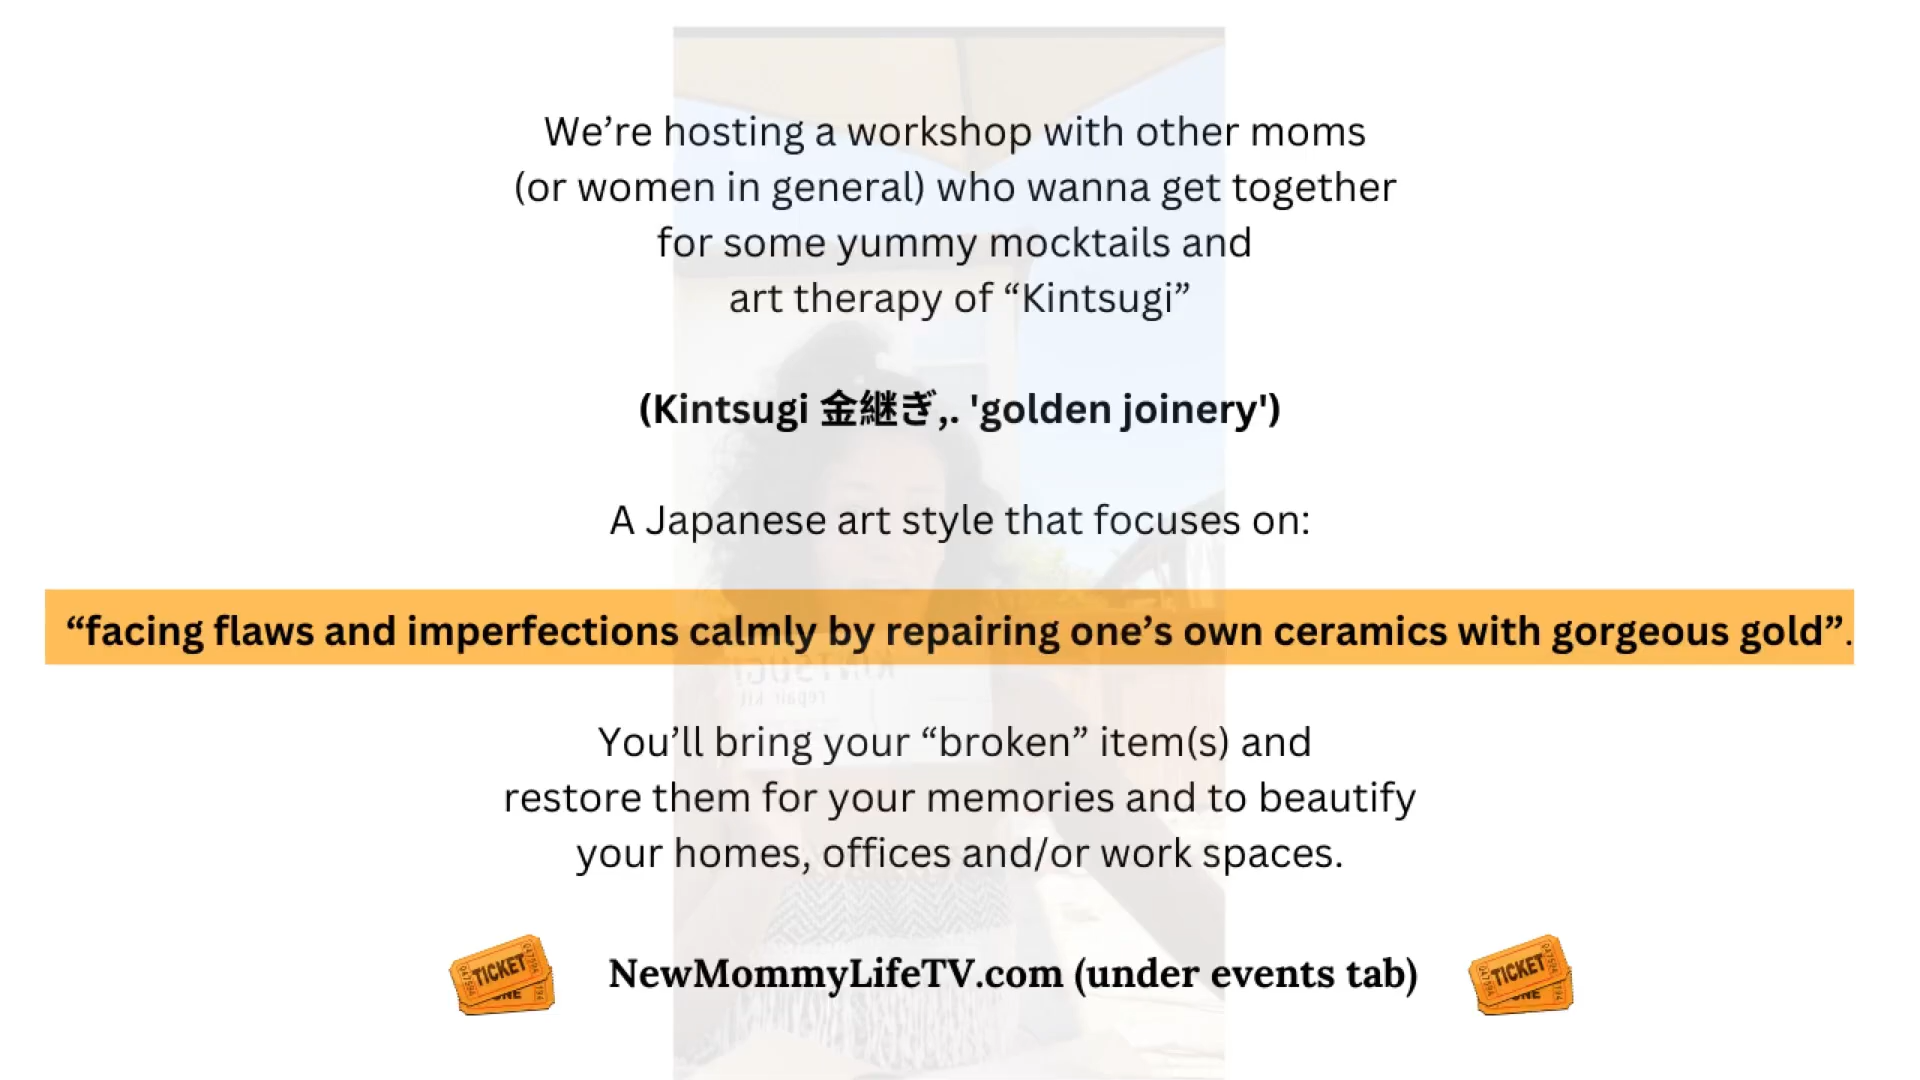 We’re hosting a workshop with other moms
(or women in general) who wanna get together
for some yummy mocktails and
art therapy of “Kintsugi”
(Kintsugi 金継ぎ,. 'golden joinery')
A Japanese art style that focuses on:
“facing flaws and imperfections calmly by repairing one’s own ceramics with gorgeous gold”.
KINTSUGI
repair kit
You’ll bring your “broken” item(s) and
restore them for your memories and to beautify
your homes, offices and/or work spaces.
TICKET
NewMommyLifeTV.com (under events tab)
TICKET